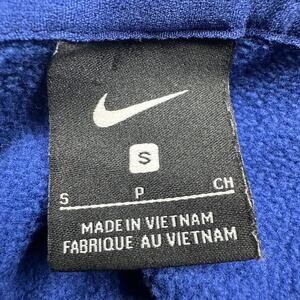 S
S P CH
MADE IN VIETNAM
FABRIQUE AU VIETNAM